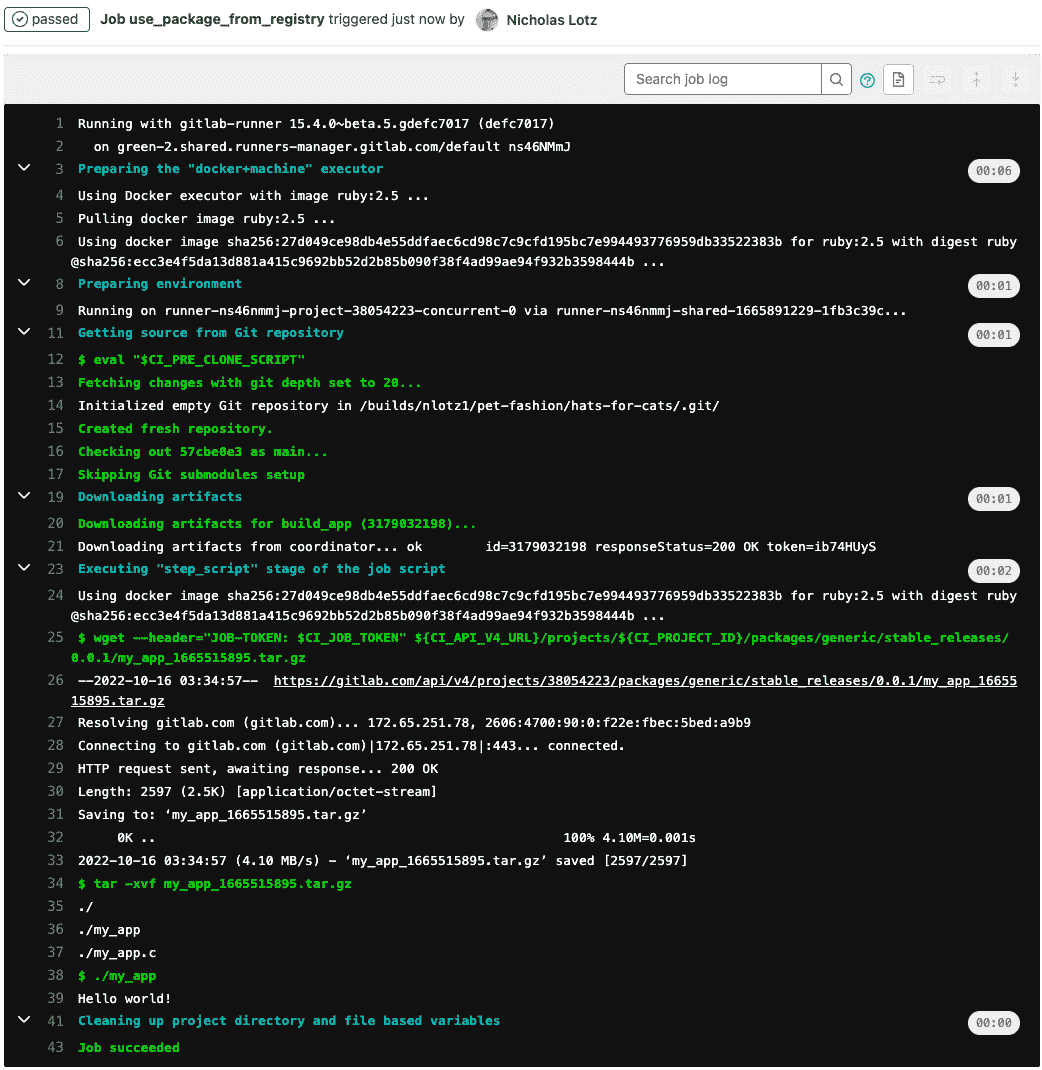 passed Job use_package_from_registry triggered just now by Nicholas Lotz
Search job log
1 Running with gitlab-runner 15.4.0~beta.5.gdefc7017 (defc7017)
2 on green-2.shared.runners-manager.gitlab.com/default ns46NMmJ
3 Preparing the "docker+machine" executor 00:06
4 Using Docker executor with image ruby:2.5 ...
5 Pulling docker image ruby:2.5 ...
6 Using docker image sha256:27d049ce98db4e55ddfaec6cd98c7c9cfd195bc7e994493776959db33522383b for ruby:2.5 with digest ruby
@sha256:ecc3e4f5da13d881a415c9692bb52d2b85b090f38f4ad99ae94f932b3598444b ...
8 Preparing environment 00:01
9 Running on runner-ns46nmmj-project-38054223-concurrent-0 via runner-ns46nmmj-shared-1665891229-1fb3c39c...
11 Getting source from Git repository 00:01
12 $ eval "$CI_PRE_CLONE_SCRIPT"
13 Fetching changes with git depth set to 20...
14 Initialized empty Git repository in /builds/nlotz1/pet-fashion/hats-for-cats/.git/
15 Created fresh repository.
16 Checking out 57cbe0e3 as main...
17 Skipping Git submodules setup
19 Downloading artifacts 00:01
20 Downloading artifacts for build_app (3179032198)...
21 Downloading artifacts from coordinator... ok id=3179032198 responseStatus=200 OK token=ib74HUyS
23 Executing "step_script" stage of the job script 00:02
24 Using docker image sha256:27d049ce98db4e55ddfaec6cd98c7c9cfd195bc7e994493776959db33522383b for ruby:2.5 with digest ruby
@sha256:ecc3e4f5da13d881a415c9692bb52d2b85b090f38f4ad99ae94f932b3598444b ...
25 $ wget --header="JOB-TOKEN: $CI_JOB_TOKEN" ${CI_API_V4_URL}/projects/${CI_PROJECT_ID}/packages/generic/stable_releases/
0.0.1/my_app_1665515895.tar.gz
26 --2022-10-16 03:34:57-- https://gitlab.com/api/v4/projects/38054223/packages/generic/stable_releases/0.0.1/my_app_16655
15895.tar.gz
27 Resolving gitlab.com (gitlab.com)... 172.65.251.78, 2606:4700:90:0:f22e:fbec:5bed:a9b9
28 Connecting to gitlab.com (gitlab.com)|172.65.251.78|:443... connected.
29 HTTP request sent, awaiting response... 200 OK
30 Length: 2597 (2.5K) [application/octet-stream]
31 Saving to: ‘my_app_1665515895.tar.gz’
32 0K .. 100% 4.10M=0.001s
33 2022-10-16 03:34:57 (4.10 MB/s) - ‘my_app_1665515895.tar.gz’ saved [2597/2597]
34 $ tar -xvf my_app_1665515895.tar.gz
35 ./
36 ./my_app
37 ./my_app.c
38 $ ./my_app
39 Hello world!
41 Cleaning up project directory and file based variables 00:00
43 Job succeeded